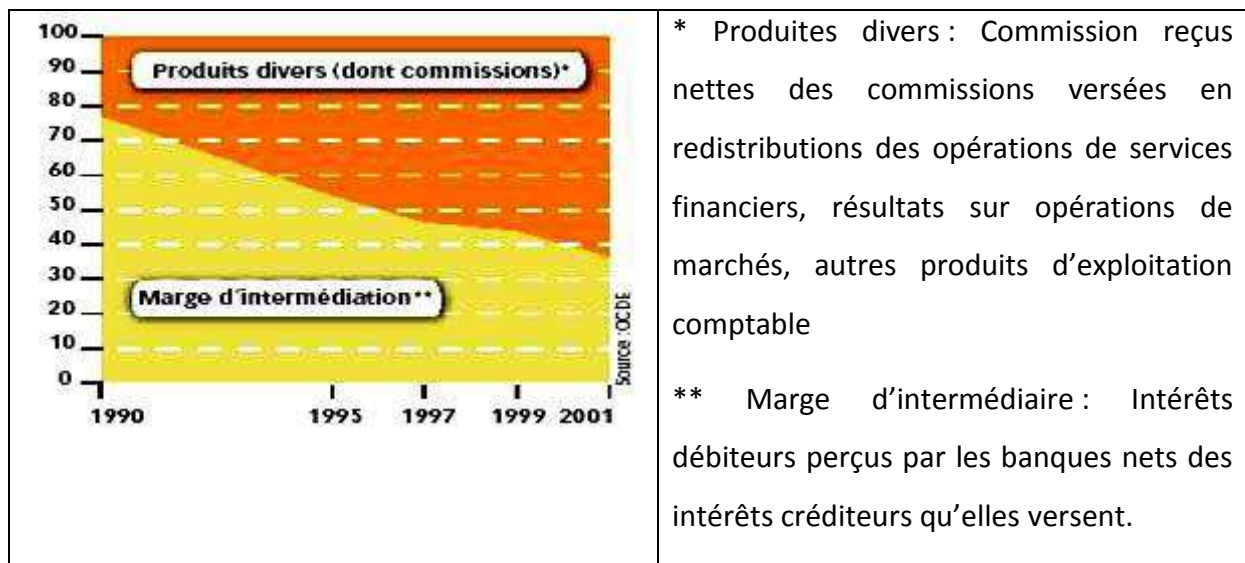 100
90
Produits divers (dont commissions)*
80
70
60
50
40
30
Marge d'intermédiation**
20
10
0
1990
1995
1997
1999
2001
Source : OCDE
* Produites divers : Commission reçus
nettes des commissions versées en
redistributions des opérations de services
financiers, résultats sur opérations de
marchés, autres produits d'exploitation
comptable
** Marge d'intermédiaire : Intérêts
débiteurs perçus par les banques nets des
intérêts créditeurs qu'elles versent.